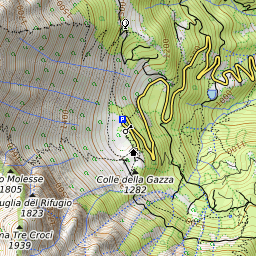 P
Colle della Gazza
1282
o Molesse
1805
uglia del Rifugio
1823
na Tre Croci
1939